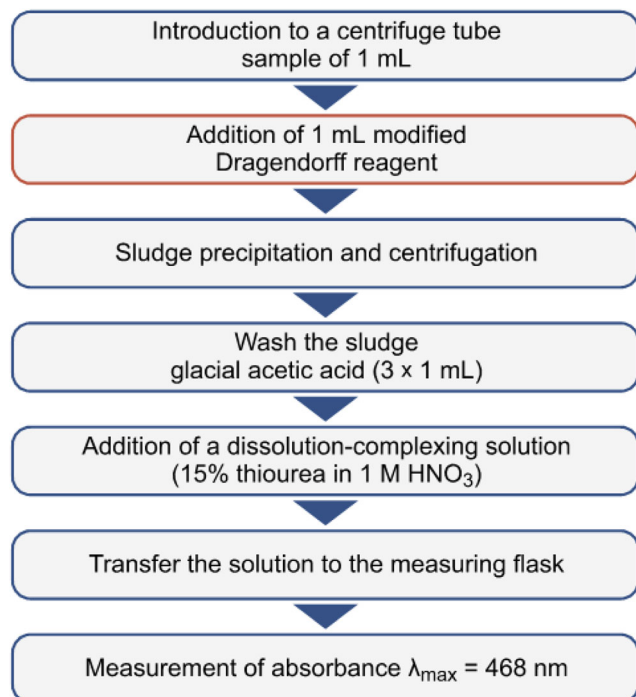 Introduction to a centrifuge tube
sample of 1 mL
Addition of 1 mL modified
Dragendorff reagent
Sludge precipitation and centrifugation
Wash the sludge
glacial acetic acid (3 x 1 mL)
Addition of a dissolution-complexing solution
(15% thiourea in 1 M HNO₃)
Transfer the solution to the measuring flask
Measurement of absorbance λmax = 468 nm